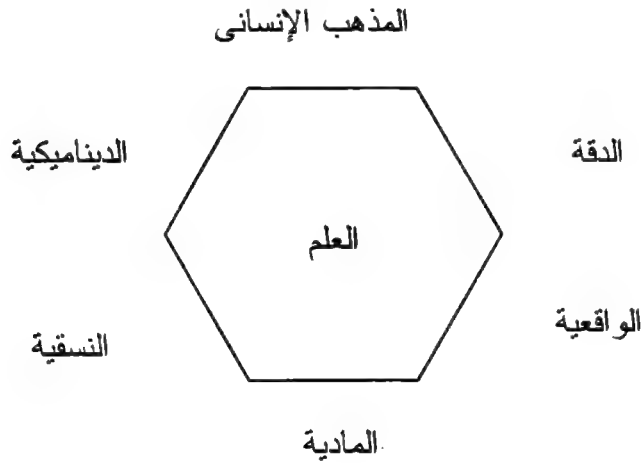 المذهب الإنسانى
الدقة
الديناميكية
العلم
الواقعية
النسقية
المادية